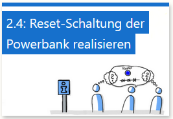 2.4: Reset-Schaltung der
Powerbank realisieren